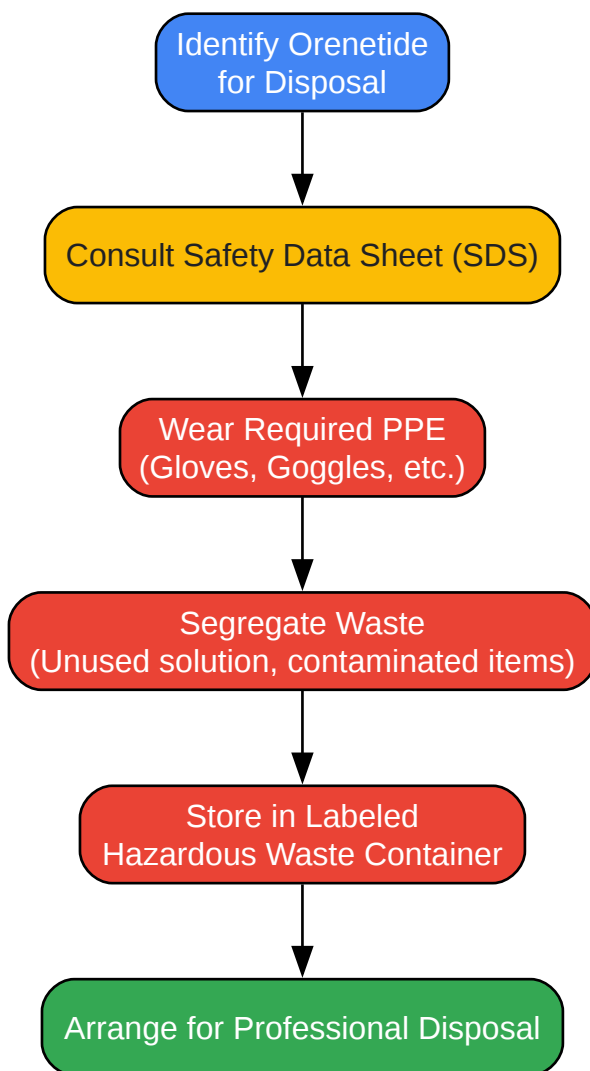 Identify Orenetide
for Disposal
Consult Safety Data Sheet (SDS)
Wear Required PPE
(Gloves, Goggles, etc.)
Segregate Waste
(Unused solution, contaminated items)
Store in Labeled
Hazardous Waste Container
Arrange for Professional Disposal